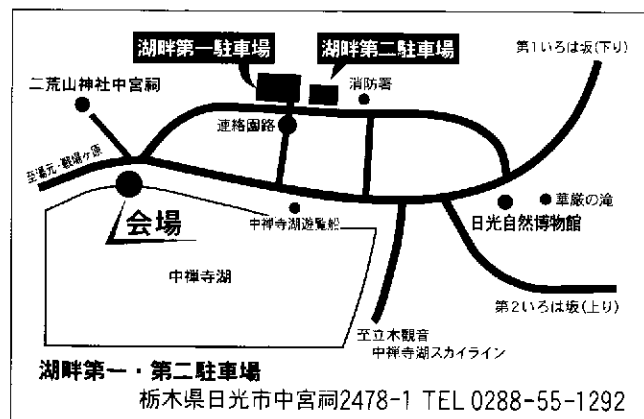 湖畔第一駐車場
湖畔第二駐車場
第1いろは坂(下り)
消防署
二荒山神社中宮祠
連絡園路
至湯元・戦場ヶ原
会場
中禅寺湖遊覧船
華厳の滝
日光自然博物館
中禅寺湖
第2いろは坂(上り)
至立木観音
中禅寺湖スカイライン
湖畔第一・第二駐車場
栃木県日光市中宮祠2478-1 TEL 0288-55-1292